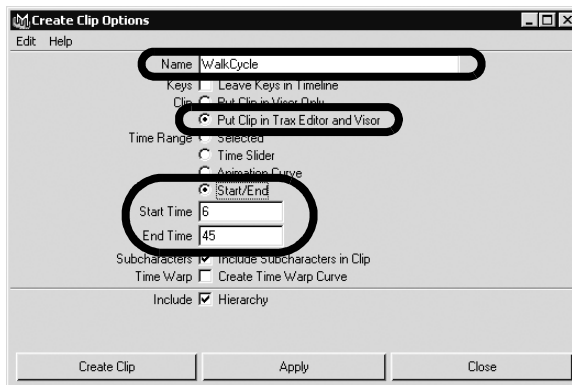 Create Clip Options
Edit Help
Name WalkCycle
Keys Leave Keys in Timeline
Clip Put Clip in Visor Only
Put Clip in Trax Editor and Visor
Time Range Selected
Time Slider
Animation Curve
Start/End
Start Time 6
End Time 45
Subcharacters Include Subcharacters in Clip
Time Warp Create Time Warp Curve
Include Hierarchy
Create Clip Apply Close